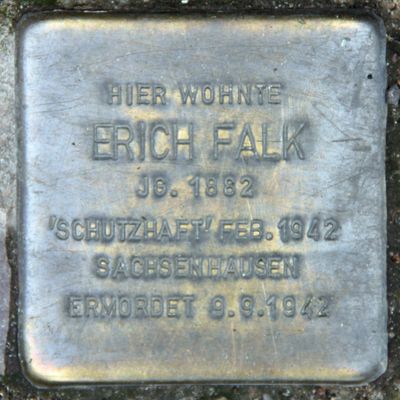 HIER WOHNTE
ERICH FALK
JG. 1882
'SCHUTZHAFT' FEB. 1942
SACHSENHAUSEN
ERMORDET 9.9.1942